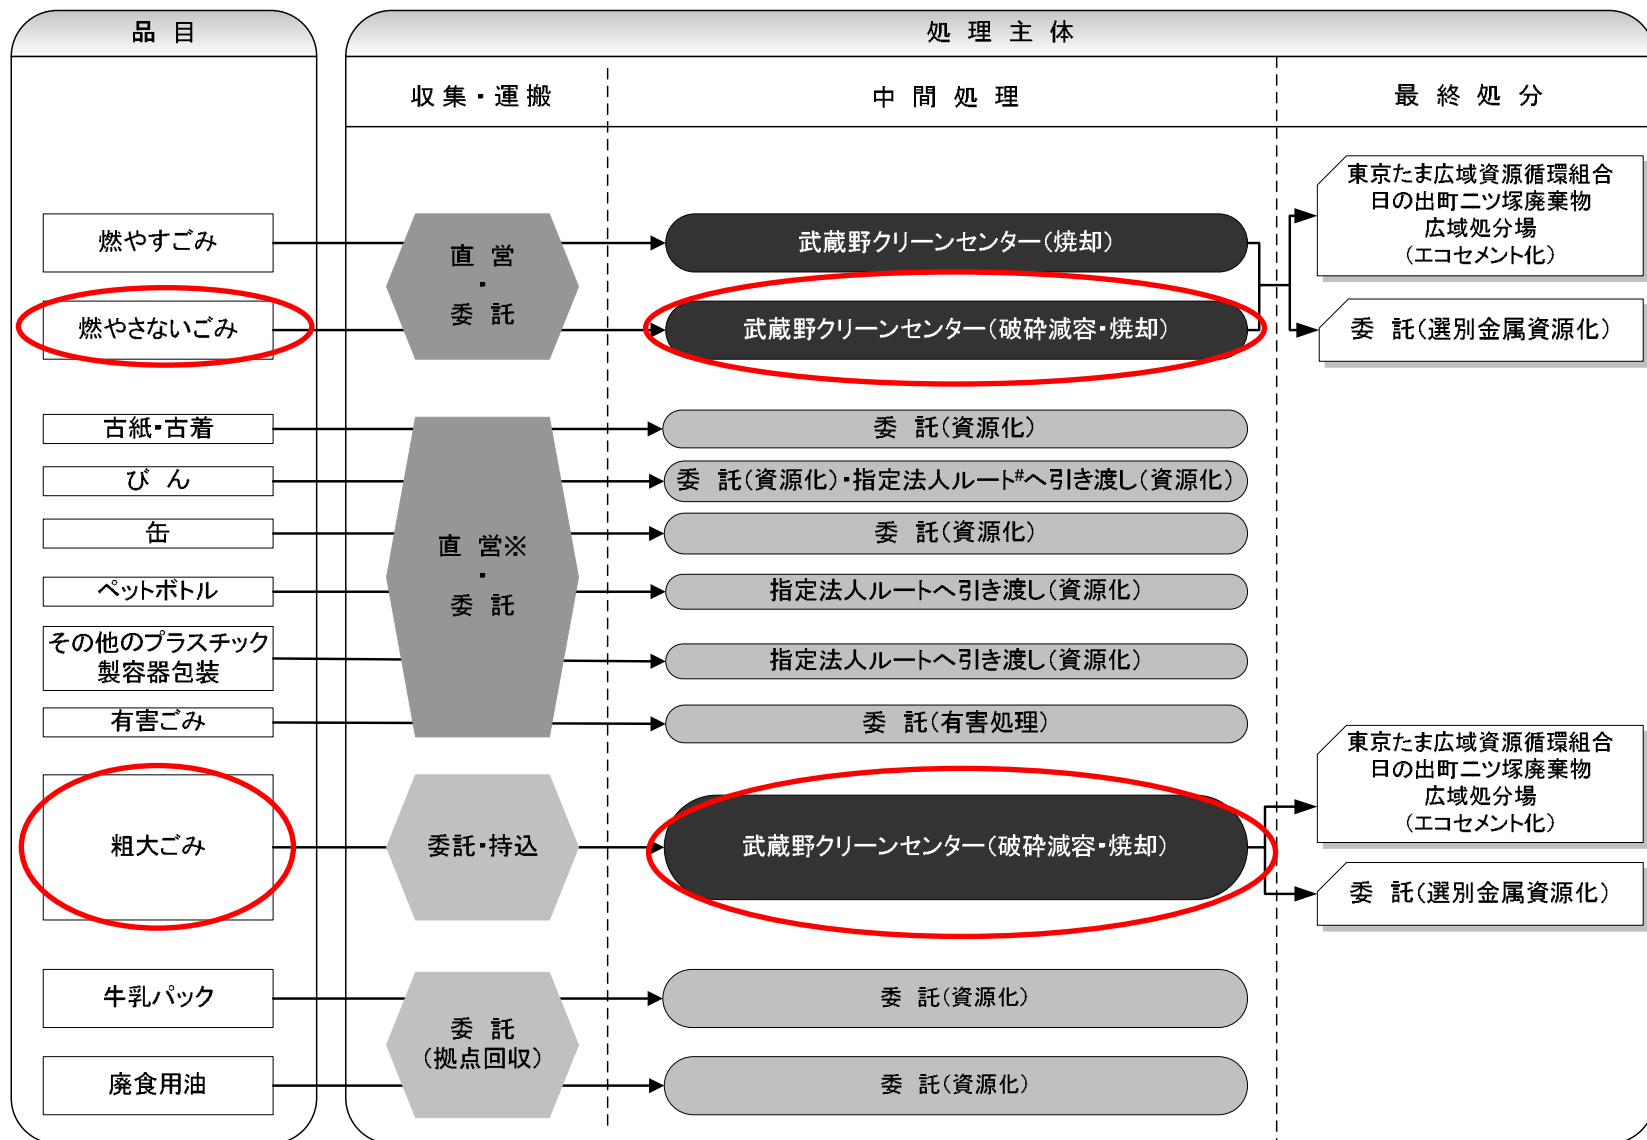 品 目
処 理 主 体
収 集 ・ 運 搬
中 間 処 理
最 終 処 分
燃やすごみ
燃やさないごみ
直 営
・
委 託
武蔵野クリーンセンター(焼却)
武蔵野クリーンセンター(破砕減容・焼却)
東京たま広域資源循環組合
日の出町二ツ塚廃棄物
広域処分場
(エコセメント化)
委 託(選別金属資源化)
古紙・古着
びん
缶
ペットボトル
その他のプラスチック
製容器包装
有害ごみ
直 営※
・
委 託
委 託(資源化)
委 託(資源化)・指定法人ルート#へ引き渡し(資源化)
委 託(資源化)
指定法人ルートへ引き渡し(資源化)
指定法人ルートへ引き渡し(資源化)
委 託(有害処理)
粗大ごみ
委託・持込
武蔵野クリーンセンター(破砕減容・焼却)
東京たま広域資源循環組合
日の出町二ツ塚廃棄物
広域処分場
(エコセメント化)
委 託(選別金属資源化)
牛乳パック
廃食用油
委 託
(拠点回収)
委 託(資源化)
委 託(資源化)